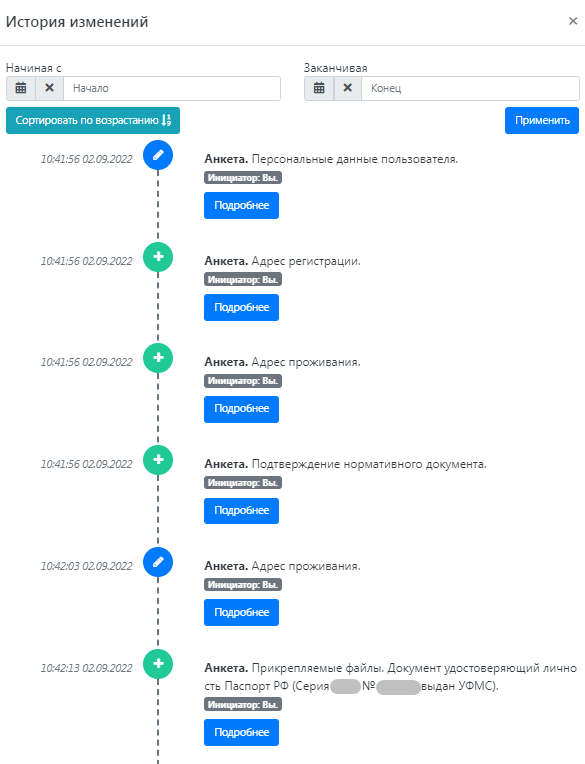 История изменений ×
Начиная с
Заканчивая
Начало
Конец
Сортировать по возрастанию
Применить
10:41:56 02.09.2022
Анкета. Персональные данные пользователя.
Инициатор: Вы.
Подробнее
10:41:56 02.09.2022
Анкета. Адрес регистрации.
Инициатор: Вы.
Подробнее
10:41:56 02.09.2022
Анкета. Адрес проживания.
Инициатор: Вы.
Подробнее
10:41:56 02.09.2022
Анкета. Подтверждение нормативного документа.
Инициатор: Вы.
Подробнее
10:42:03 02.09.2022
Анкета. Адрес проживания.
Инициатор: Вы.
Подробнее
10:42:13 02.09.2022
Анкета. Прикрепляемые файлы. Документ удостоверяющий лично
сть Паспорт РФ (Серия № выдан УФМС).
Инициатор: Вы.
Подробнее